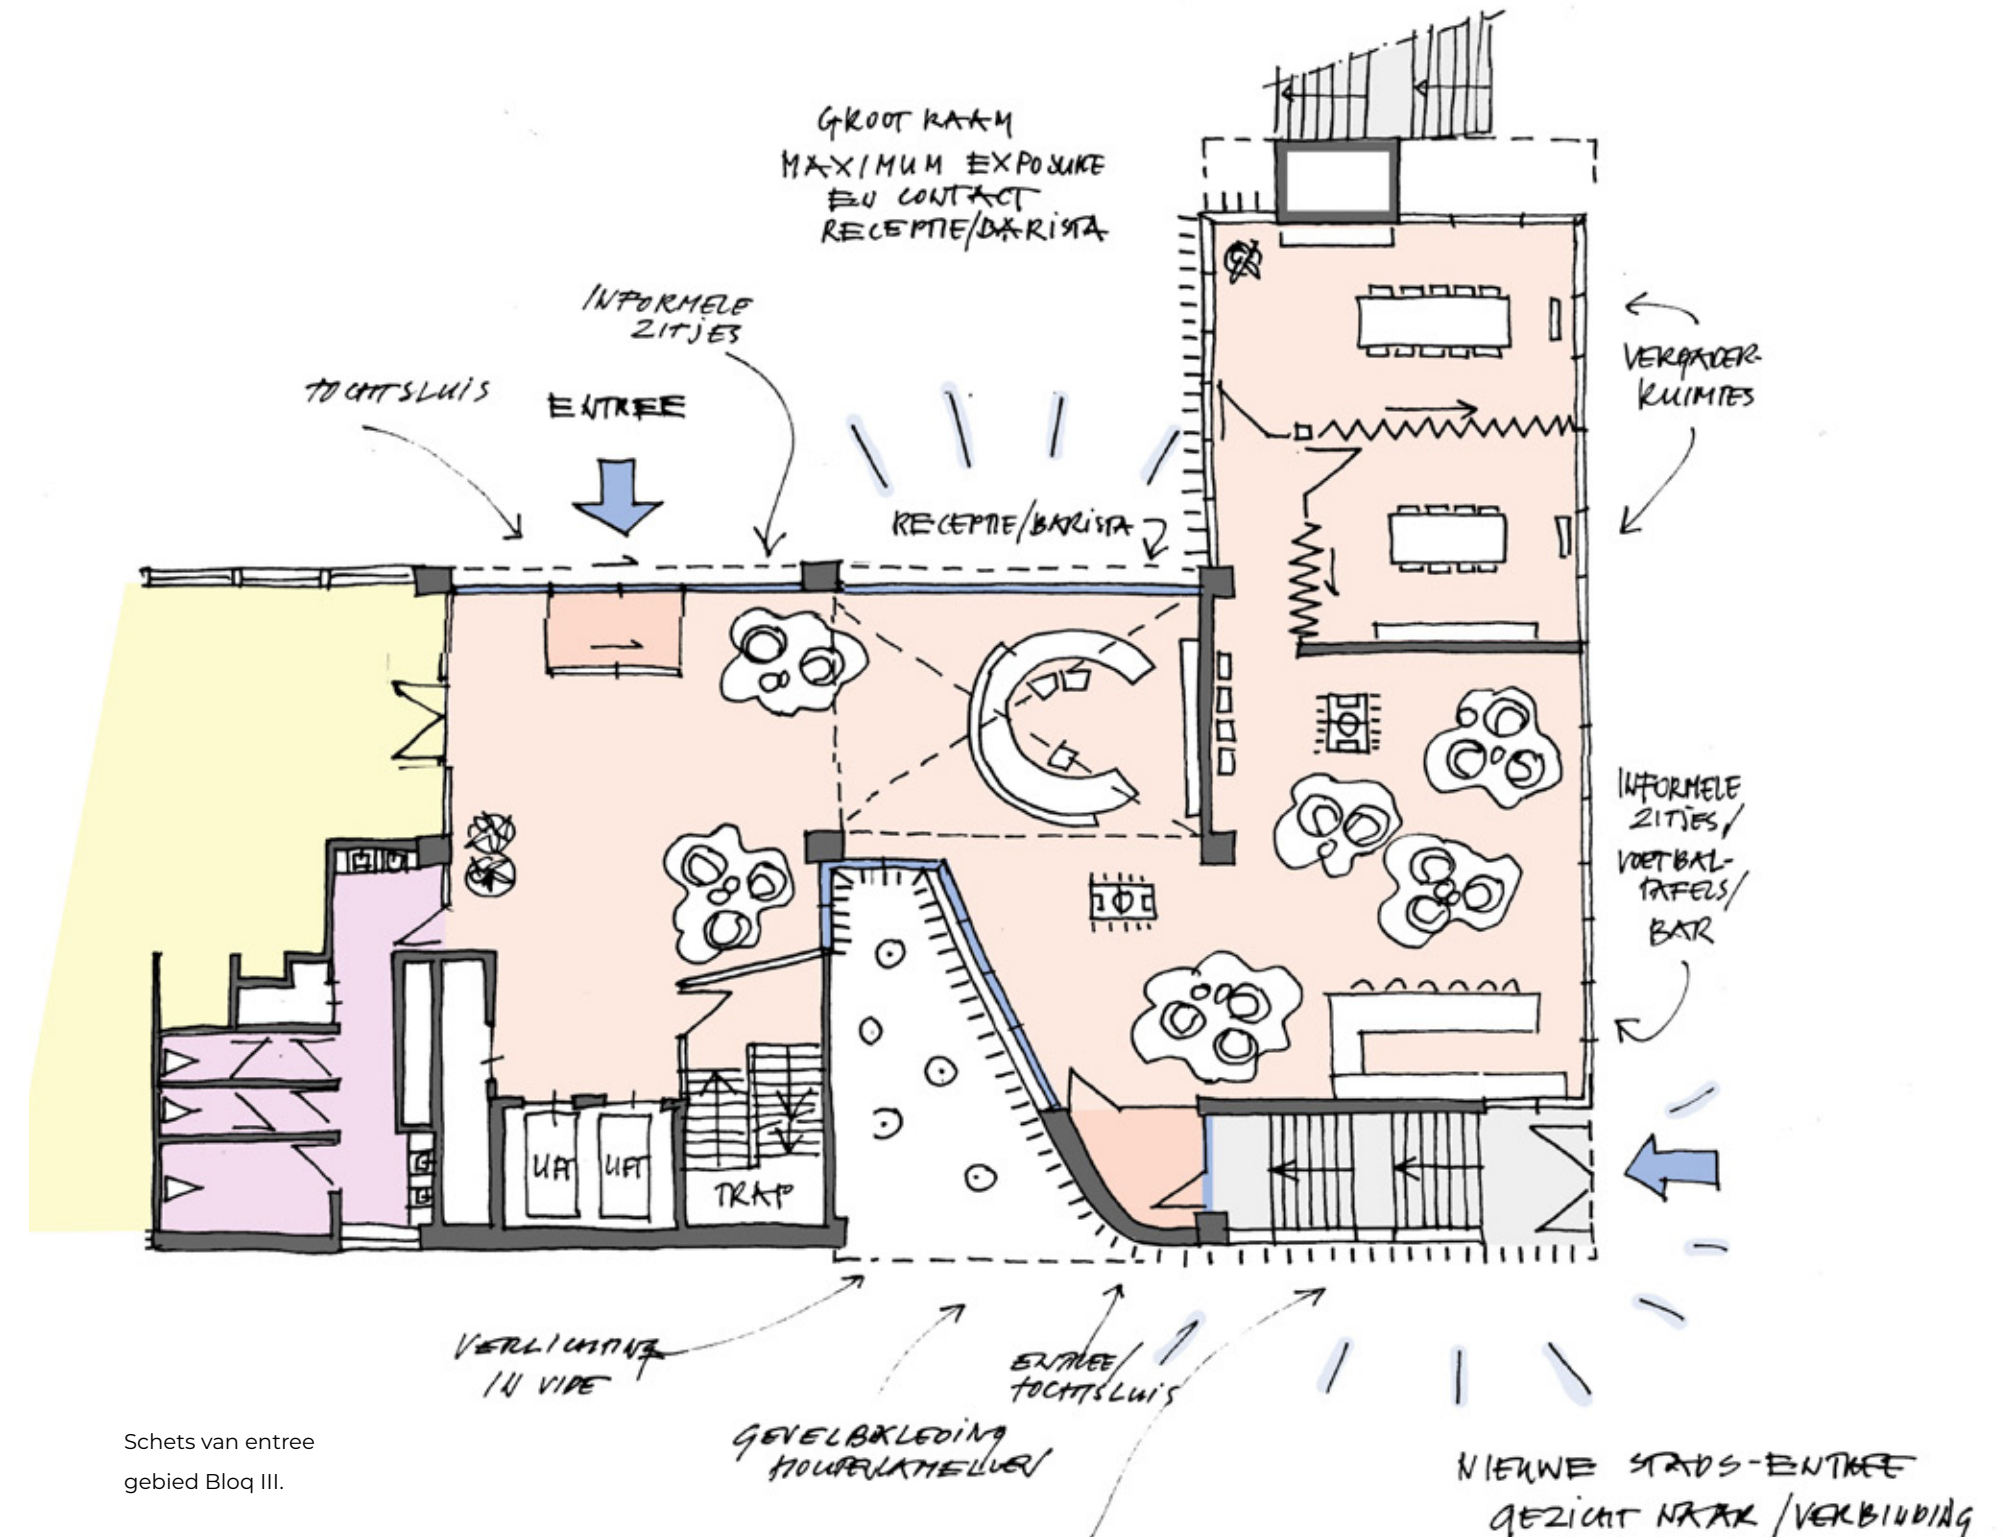 GROOT RAAM
MAXIMUM EXPOSURE
EN CONTACT
RECEPTIE/BARISTA
INFORMELE
ZITJES
TOCHTSLUIS
ENTREE
RECEPTIE/BARISTA
VERGADER-
RUIMTES
INFORMELE
ZITJES/
VOETBAL-
TAFELS/
BAR
LIFT
LIFT
TRAP
VERLICHTING
IN VIDE
ENTREE/
TOCHTSLUIS
GEVELBEKLEDING
HOUTEN LAMELLEN
NIEUWE STADS-ENTREE
GEZICHT NAAR/VERBINDING
Schets van entree
gebied Bloq III.